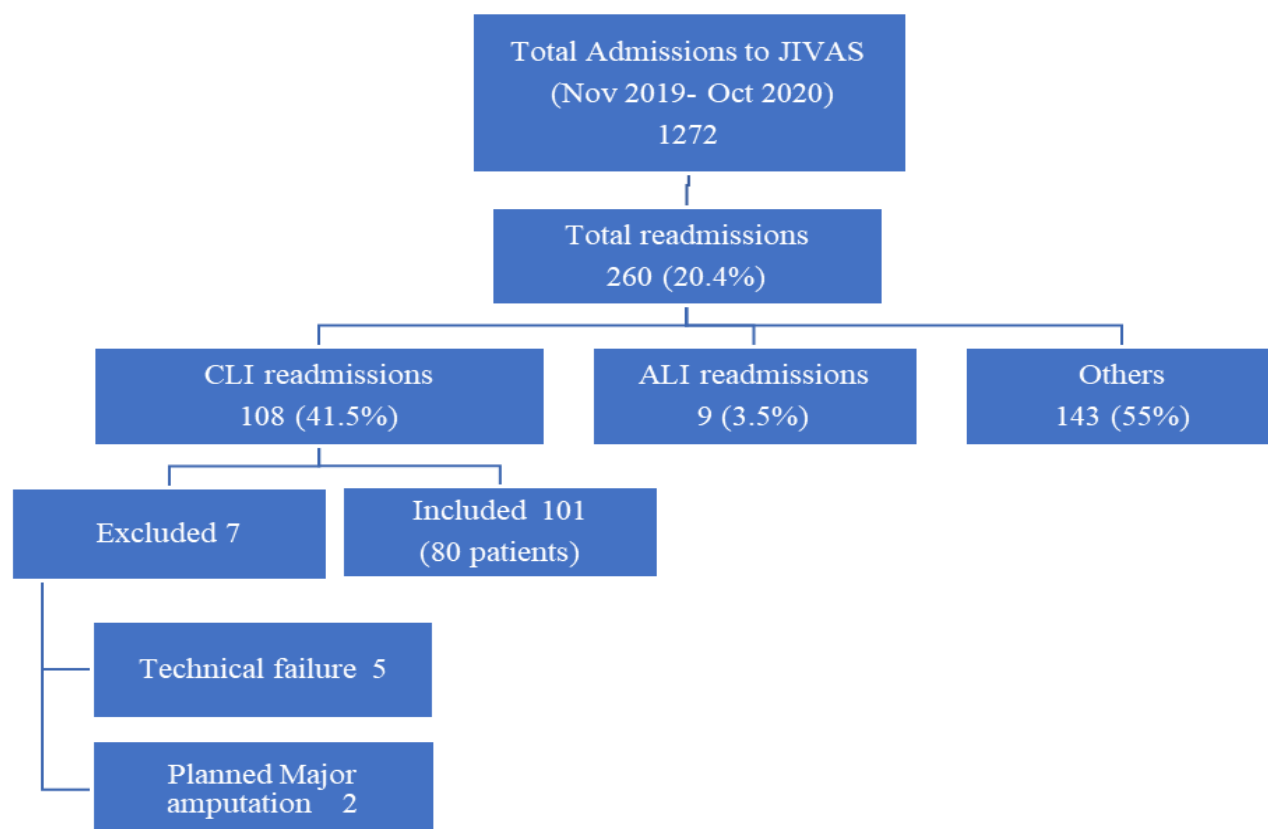 Total Admissions to JIVAS
(Nov 2019- Oct 2020)
1272
Total readmissions
260 (20.4%)
CLI readmissions
108 (41.5%)
ALI readmissions
9 (3.5%)
Others
143 (55%)
Excluded 7
Included 101
(80 patients)
Technical failure 5
Planned Major
amputation 2